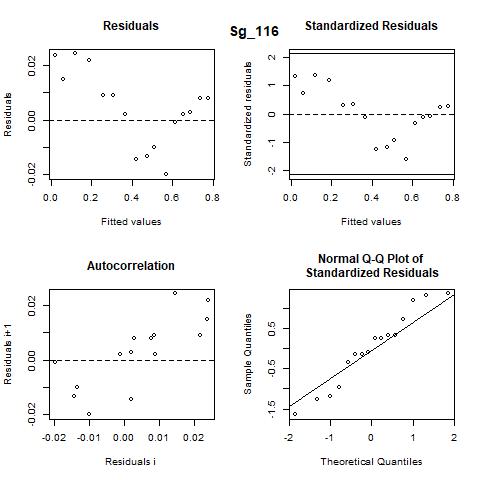 Sg_116
Residuals
Residuals
0.02
0.00
-0.02
0.0 0.2 0.4 0.6 0.8
Fitted values
Standardized Residuals
Standardized residuals
2
1
0
-1
-2
0.0 0.2 0.4 0.6 0.8
Fitted values
Autocorrelation
Residuals i+1
0.02
0.00
-0.02
-0.02 0.00 0.01 0.02
Residuals i
Normal Q-Q Plot of
Standardized Residuals
Sample Quantiles
0.5
-0.5
-1.5
-2 -1 0 1 2
Theoretical Quantiles